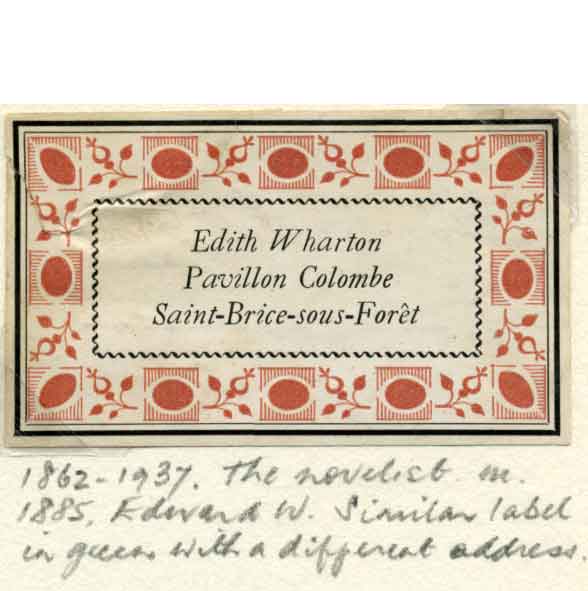 Edith Wharton
Pavillon Colombe
Saint-Brice-sous-Forêt
1862-1937. The novelist. m.
1885, Edward W. Similar label
in green with a different address.